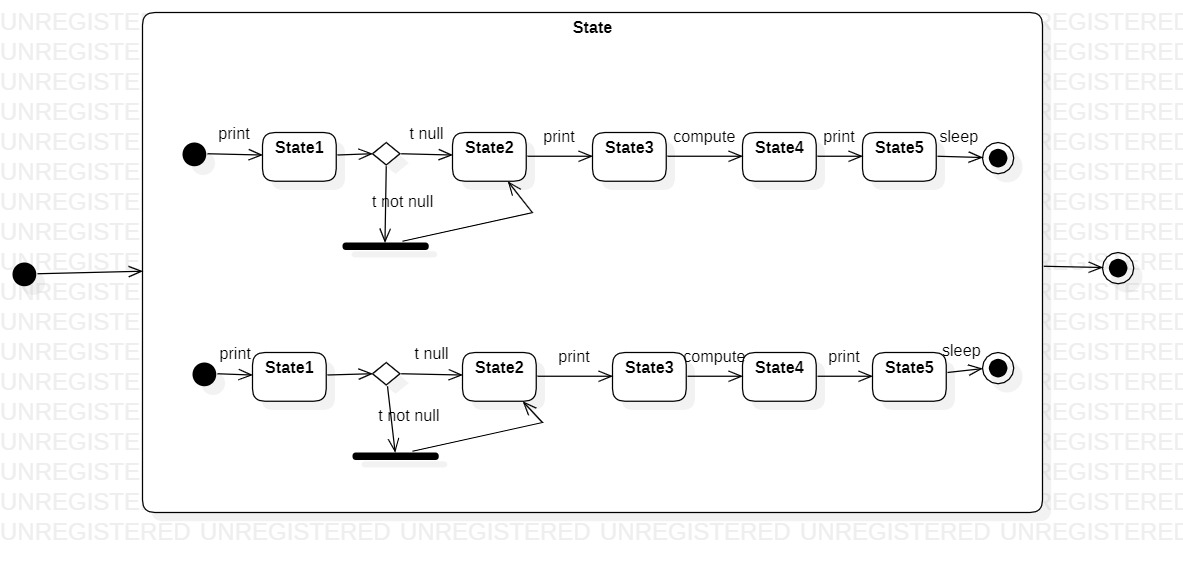 State
print
t null
print
compute
print
sleep
State1
State2
State3
State4
State5
t not null
print
t null
print
compute
print
sleep
State1
State2
State3
State4
State5
t not null
UNREGISTERED UNREGISTERED UNREGISTERED UNREGISTERED UNREGISTERED UNREGISTERED